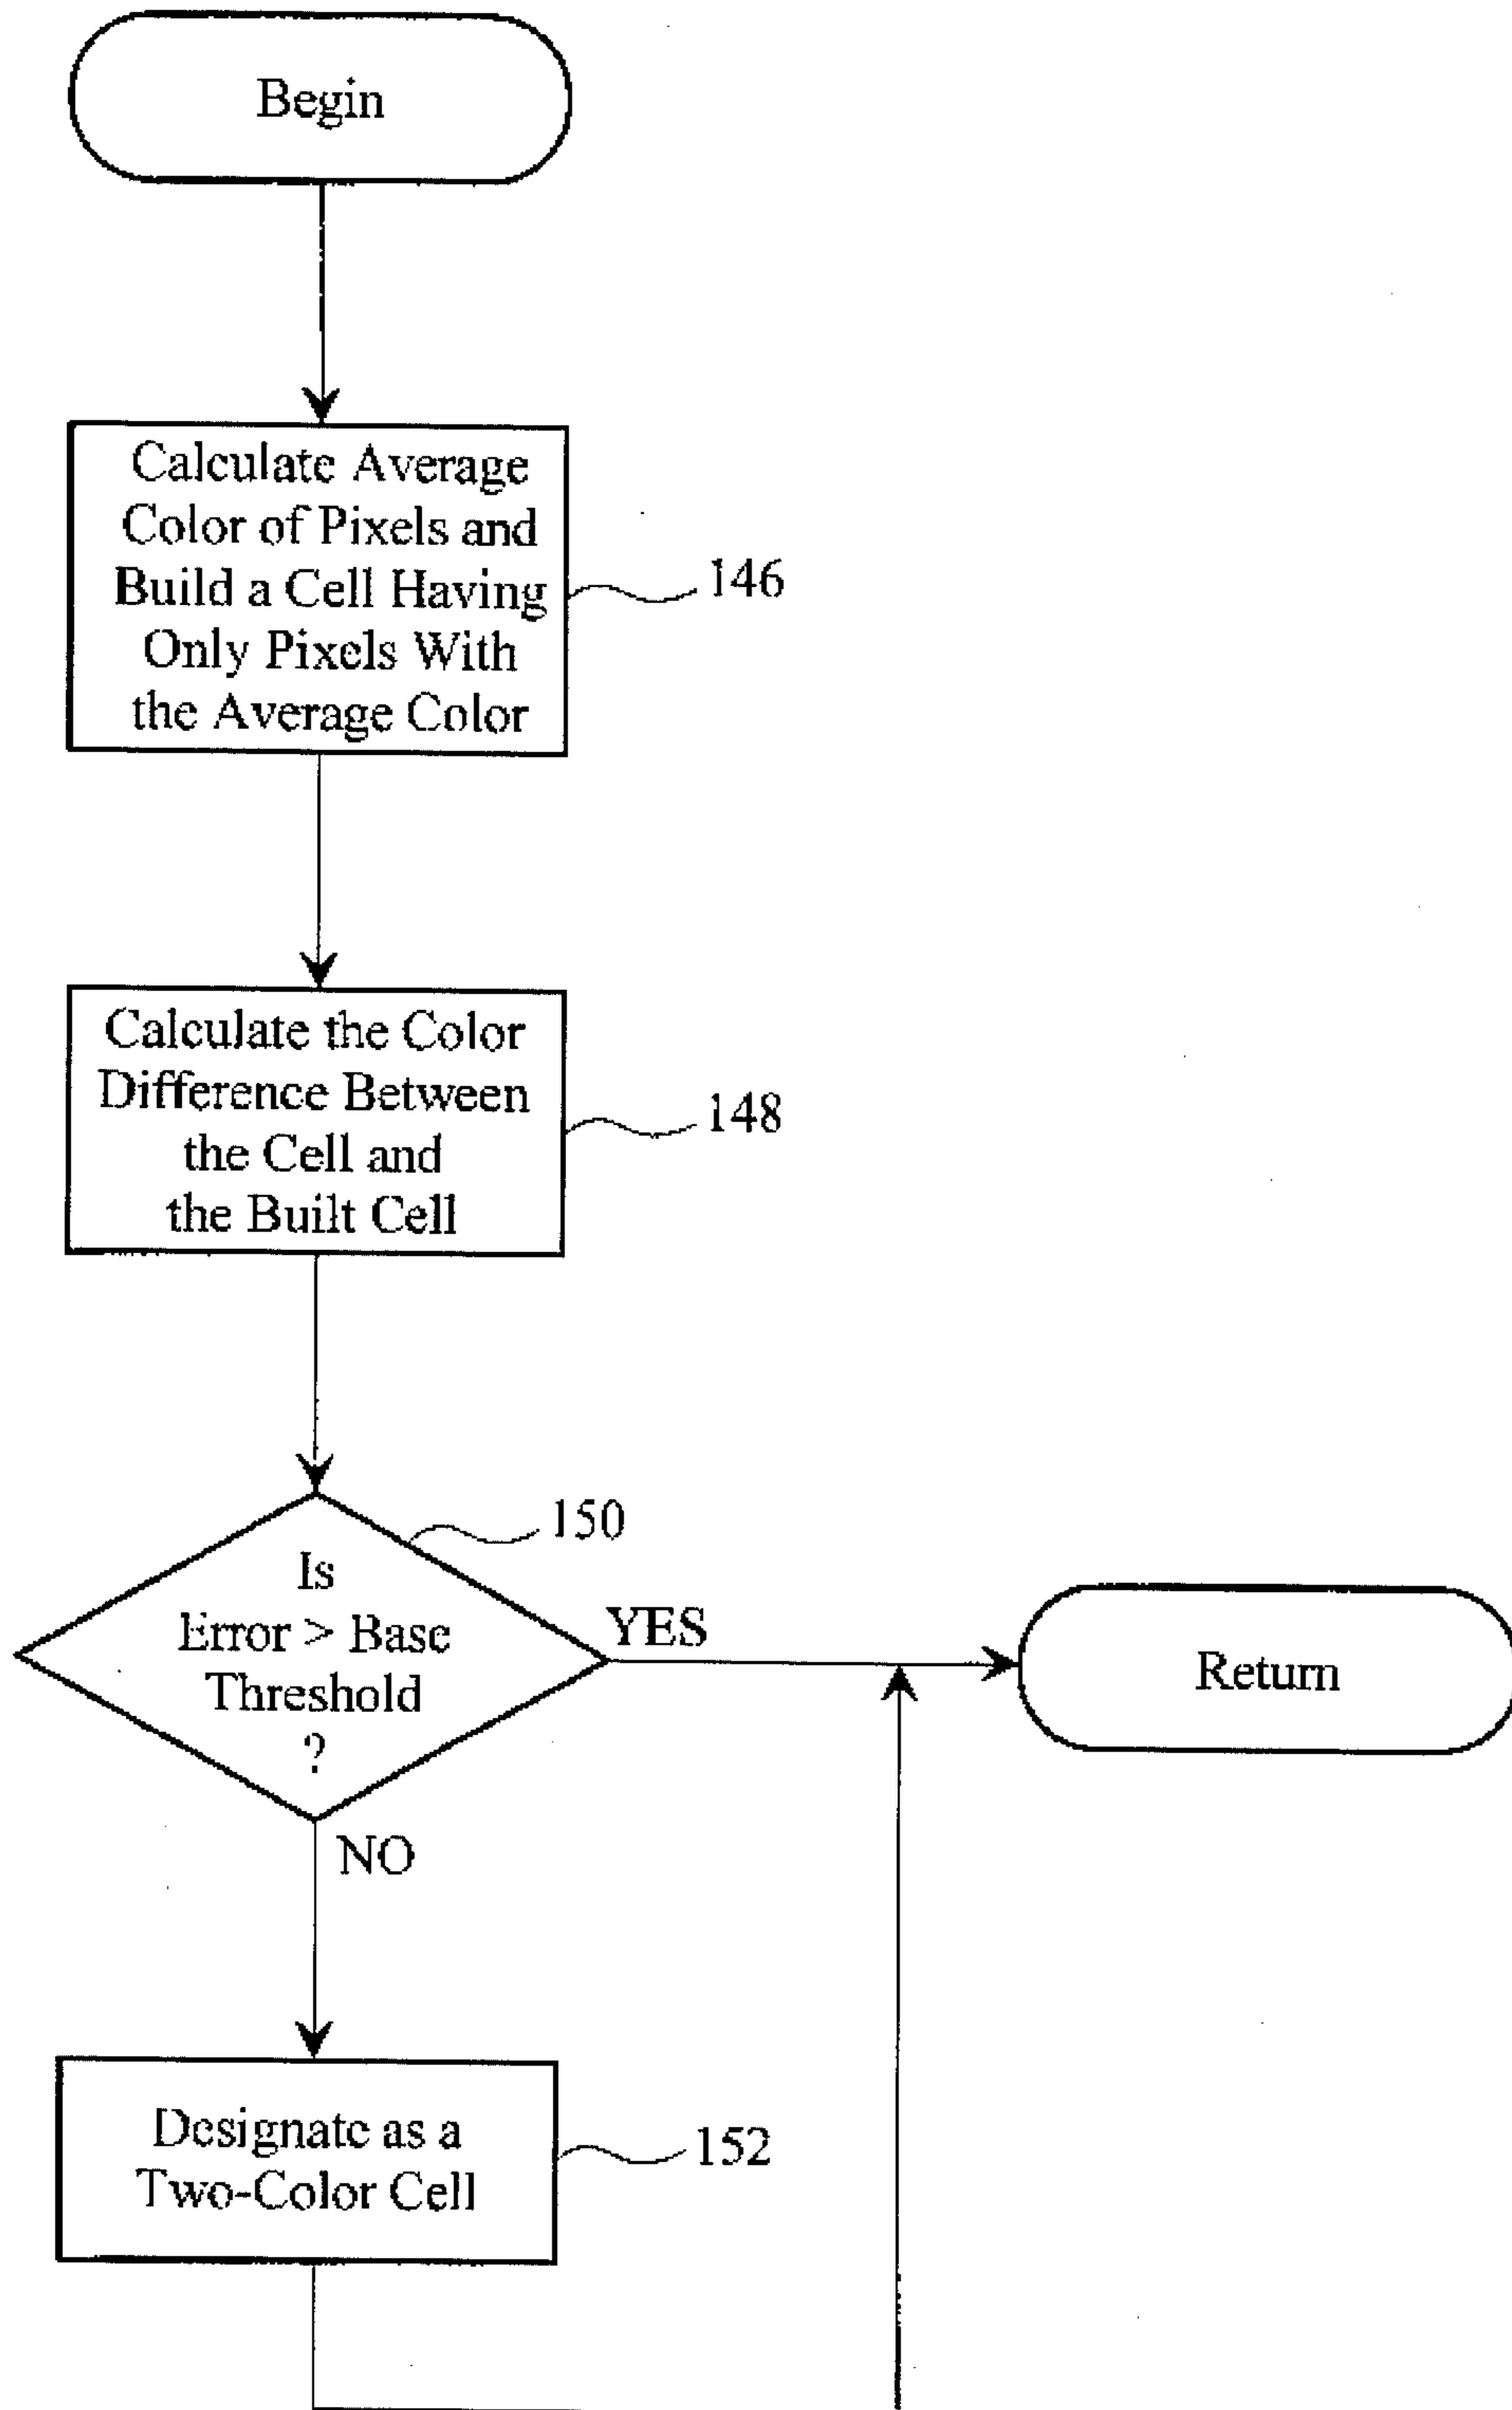 Begin
Calculate Average
Color of Pixels and
Build a Cell Having
Only Pixels With
the Average Color
146
Calculate the Color
Difference Between
the Cell and
the Built Cell
148
150
Is
Error > Base
Threshold
?
YES
Return
NO
Designate as a
Two-Color Cell
152